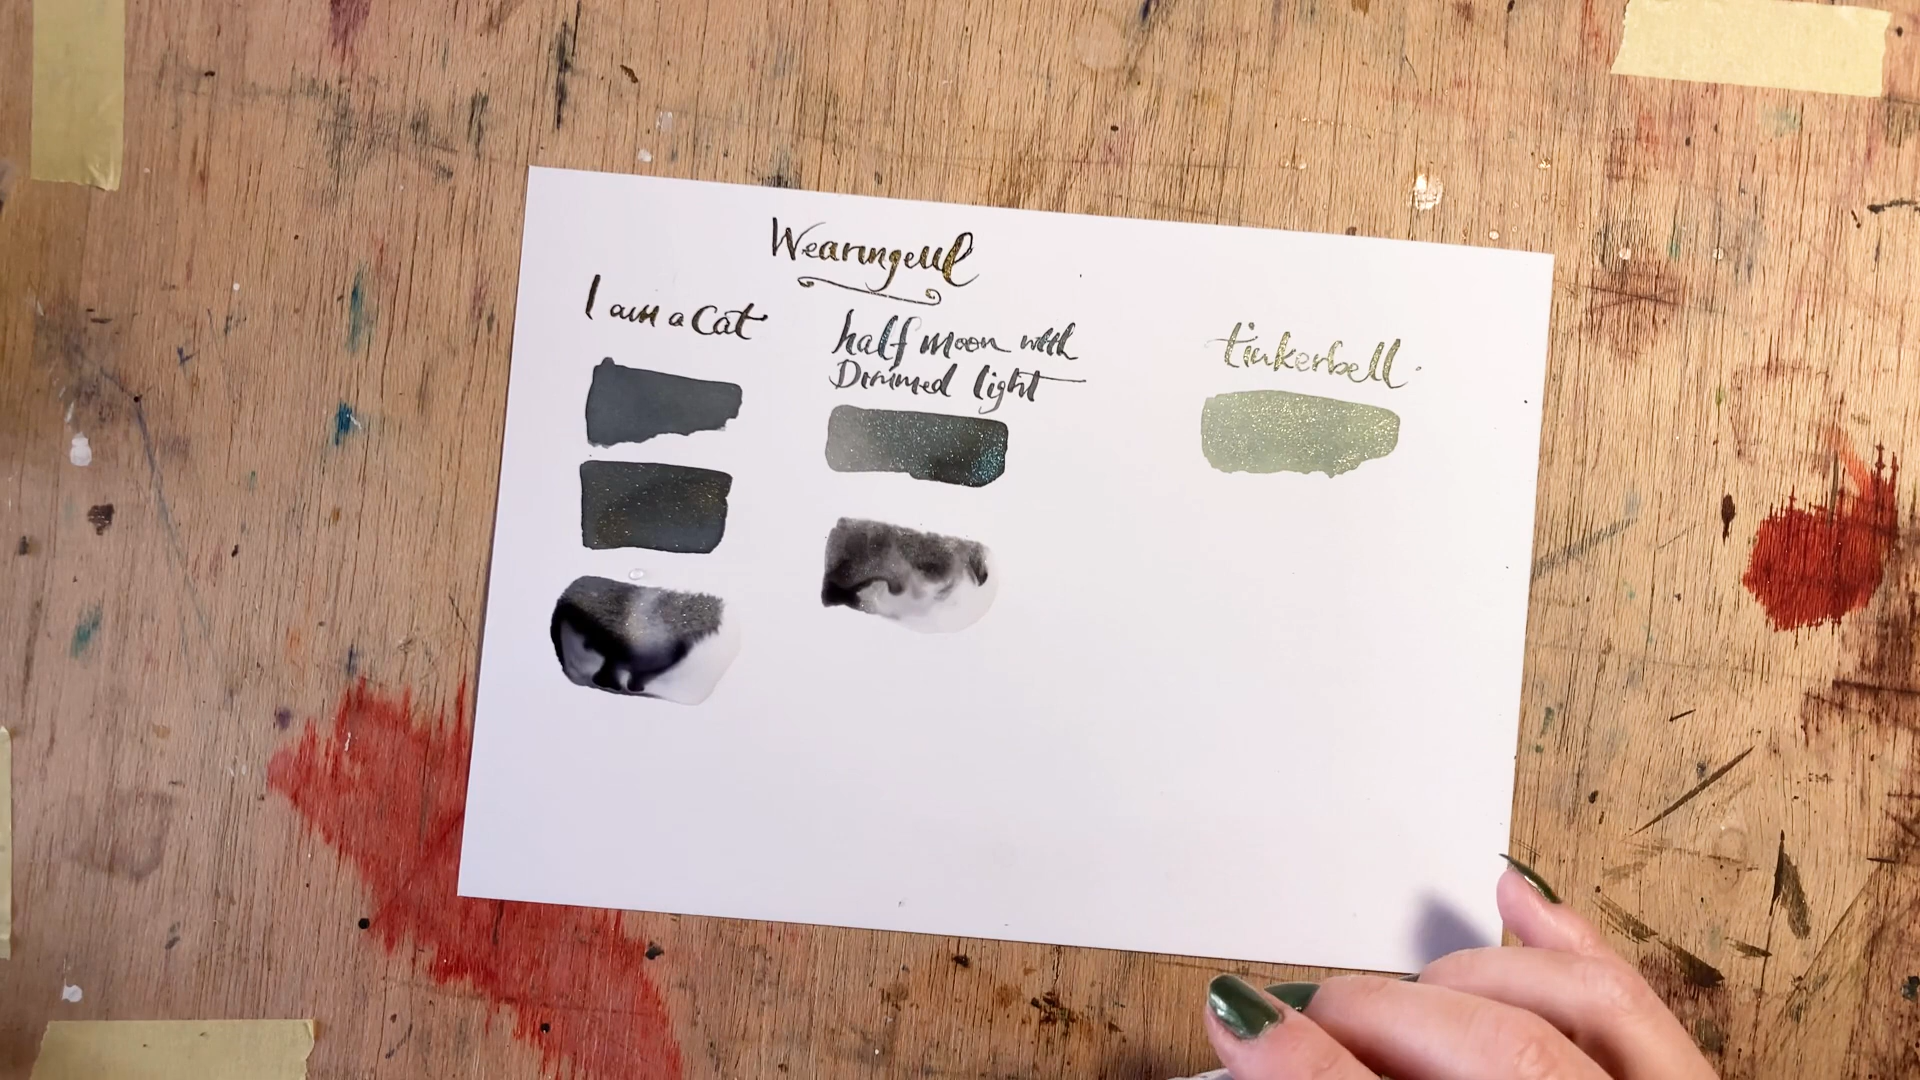 Wearingeul
I am a Cat
half moon with
Dimmed light
tinkerbell